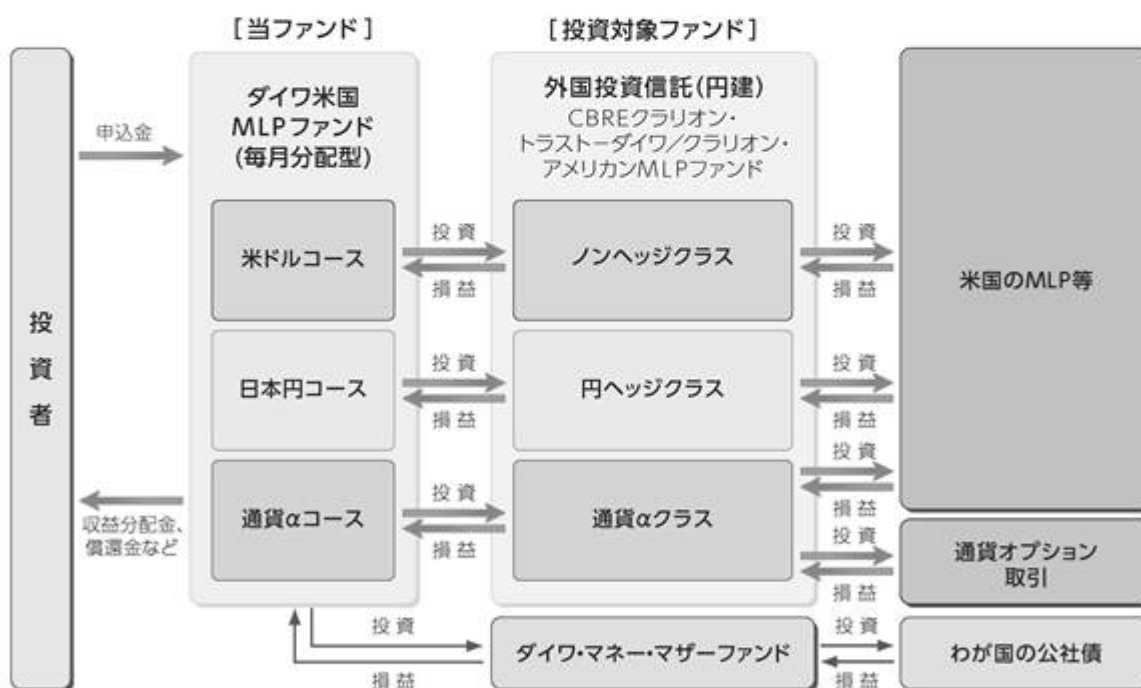 [当ファンド]
[投資対象ファンド]
投資者
申込金
収益分配金、
償還金など
ダイワ米国
MLPファンド
(毎月分配型)
米ドルコース
日本円コース
通貨αコース
投資
損益
投資
損益
投資
損益
外国投資信託(円建)
CBREクラリオン・
トラスト－ダイワ/クラリオン・
アメリカンMLPファンド
ノンヘッジクラス
円ヘッジクラス
通貨αクラス
投資
損益
投資
損益
投資
損益
投資
損益
米国のMLP等
通貨オプション
取引
投資
損益
ダイワ・マネー・マザーファンド
投資
損益
わが国の公社債